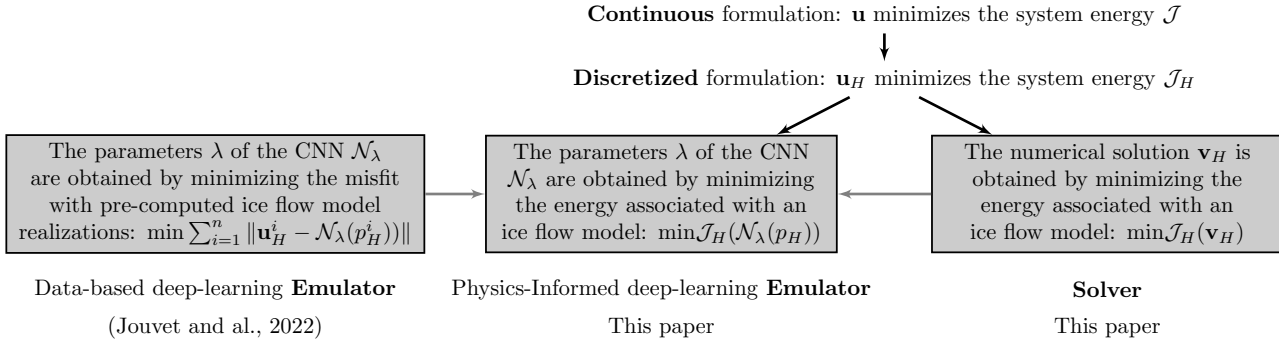 Continuous formulation: u minimizes the system energy 𝒥
Discretized formulation: u_H minimizes the system energy 𝒥_H
The parameters λ of the CNN 𝒩_λ
are obtained by minimizing the misfit
with pre-computed ice flow model
realizations: min ∑_{i=1}^n ‖u_H^i − 𝒩_λ(p_H^i))‖
The parameters λ of the CNN
𝒩_λ are obtained by minimizing
the energy associated with an
ice flow model: min𝒥_H(𝒩_λ(p_H))
The numerical solution v_H is
obtained by minimizing the
energy associated with an
ice flow model: min𝒥_H(v_H)
Data-based deep-learning Emulator
(Jouvet and al., 2022)
Physics-Informed deep-learning Emulator
This paper
Solver
This paper